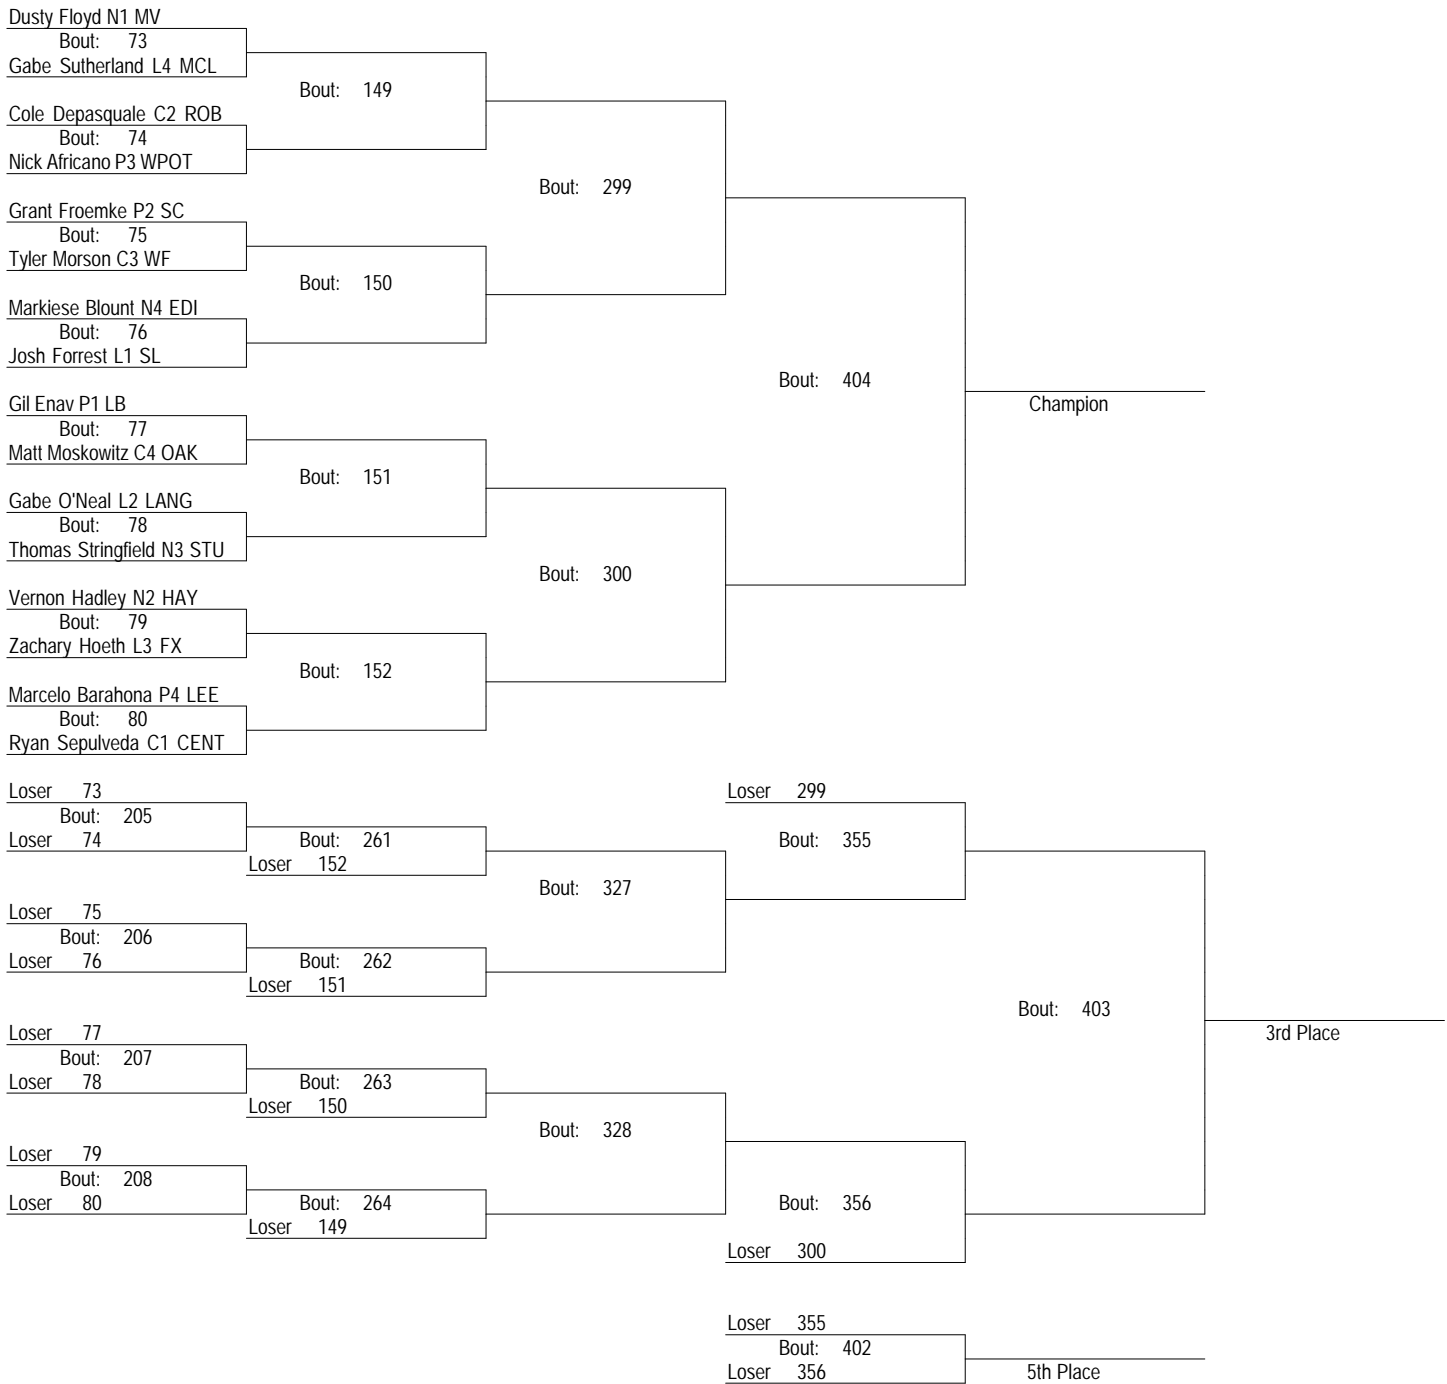 Dusty Floyd N1 MV
Bout: 73
Gabe Sutherland L4 MCL
Bout: 149
Cole Depasquale C2 ROB
Bout: 74
Nick Africano P3 WPOT
Bout: 299
Grant Froemke P2 SC
Bout: 75
Tyler Morson C3 WF
Bout: 150
Markiese Blount N4 EDI
Bout: 76
Josh Forrest L1 SL
Bout: 404
Champion
Gil Enav P1 LB
Bout: 77
Matt Moskowitz C4 OAK
Bout: 151
Gabe O'Neal L2 LANG
Bout: 78
Thomas Stringfield N3 STU
Bout: 300
Vernon Hadley N2 HAY
Bout: 79
Zachary Hoeth L3 FX
Bout: 152
Marcelo Barahona P4 LEE
Bout: 80
Ryan Sepulveda C1 CENT
Loser 73
Bout: 205
Loser 74
Bout: 261
Loser 152
Loser 299
Bout: 355
Bout: 327
Loser 75
Bout: 206
Loser 76
Bout: 262
Loser 151
Bout: 403
3rd Place
Loser 77
Bout: 207
Loser 78
Bout: 263
Loser 150
Bout: 328
Loser 79
Bout: 208
Loser 80
Bout: 264
Loser 149
Bout: 356
Loser 300
Loser 355
Bout: 402
Loser 356
5th Place